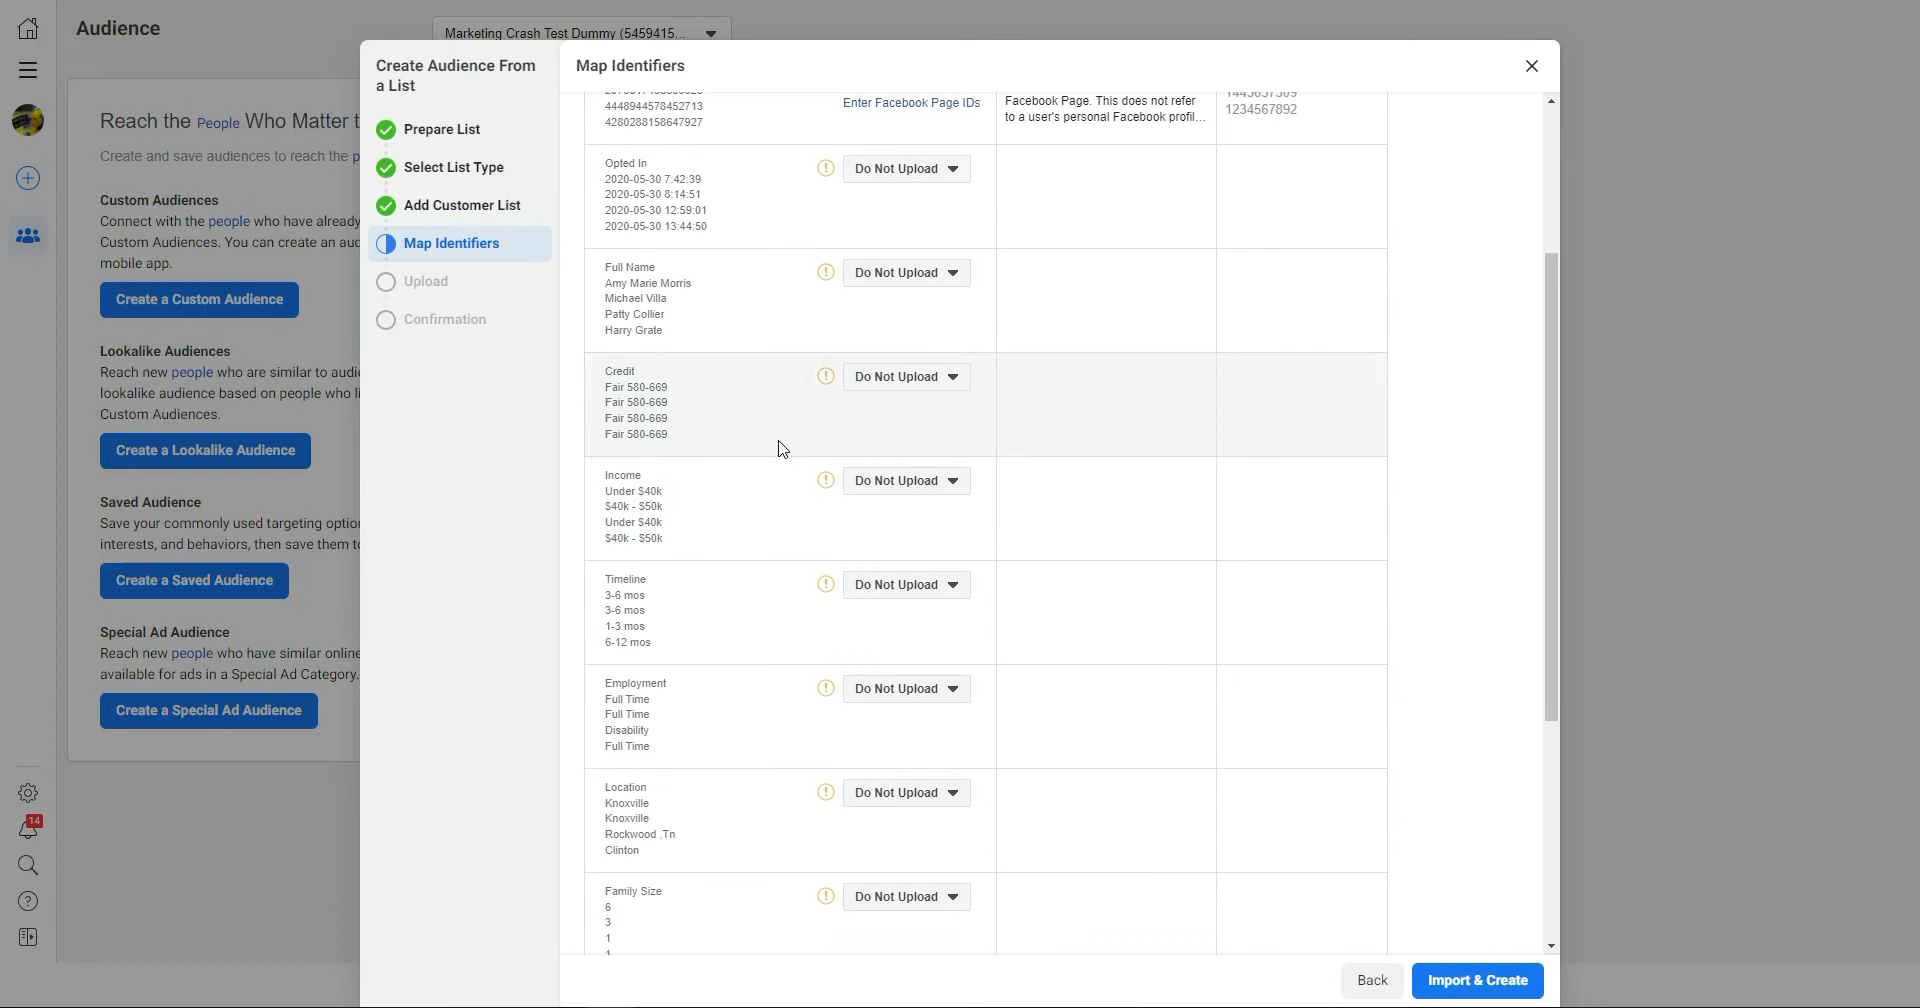 Audience
Marketing Crash Test Dummy (5459415...
Reach the People Who Matter t
Create and save audiences to reach the p
Custom Audiences
Connect with the people who have already
Custom Audiences. You can create an aud
mobile app.
Create a Custom Audience
Lookalike Audiences
Reach new people who are similar to audi
lookalike audience based on people who li
Custom Audiences.
Create a Lookalike Audience
Saved Audience
Save your commonly used targeting option
interests, and behaviors, then save them to
Create a Saved Audience
Special Ad Audience
Reach new people who have similar online
available for ads in a Special Ad Category.
Create a Special Ad Audience
14
Create Audience From
a List
Prepare List
Select List Type
Add Customer List
Map Identifiers
Upload
Confirmation
Map Identifiers
4448944578452713
4280288158647927
Enter Facebook Page IDs
Facebook Page. This does not refer
to a user's personal Facebook profil...
1234567892
Opted In
2020-05-30 7:42:39
2020-05-30 8:14:51
2020-05-30 12:59:01
2020-05-30 13:44:50
Do Not Upload
Full Name
Amy Marie Morris
Michael Villa
Patty Collier
Harry Grate
Do Not Upload
Credit
Fair 580-669
Fair 580-669
Fair 580-669
Fair 580-669
Do Not Upload
Income
Under $40k
$40k - $50k
Under $40k
$40k - $50k
Do Not Upload
Timeline
3-6 mos
3-6 mos
1-3 mos
6-12 mos
Do Not Upload
Employment
Full Time
Full Time
Disability
Full Time
Do Not Upload
Location
Knoxville
Knoxville
Rockwood ,Tn
Clinton
Do Not Upload
Family Size
6
3
1
1
Do Not Upload
Back
Import & Create